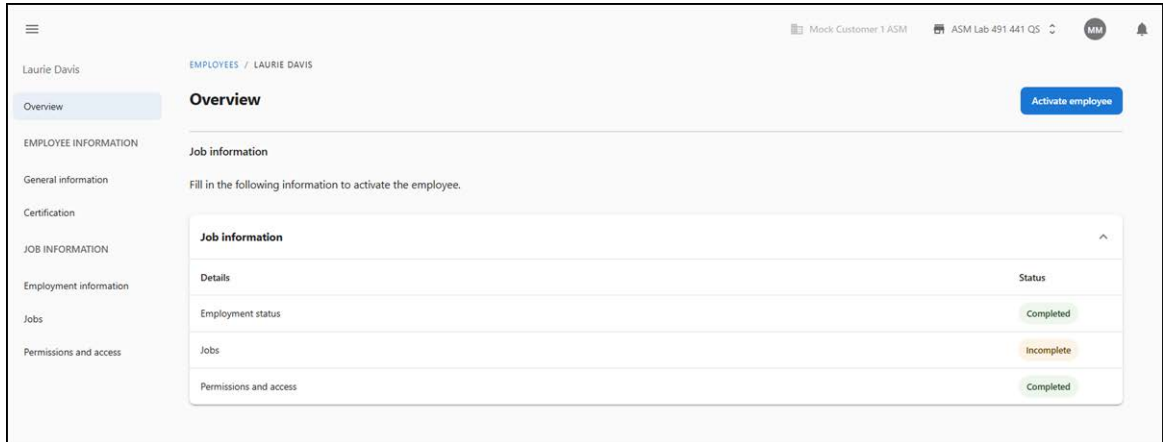 Mock Customer 1 ASM ASM Lab 491 441 QS MM
Laurie Davis
EMPLOYEES / LAURIE DAVIS
Overview
Overview
Activate employee
EMPLOYEE INFORMATION
General information
Certification
JOB INFORMATION
Employment information
Jobs
Permissions and access
Job information
Fill in the following information to activate the employee.
Job information
Details Status
Employment status Completed
Jobs Incomplete
Permissions and access Completed